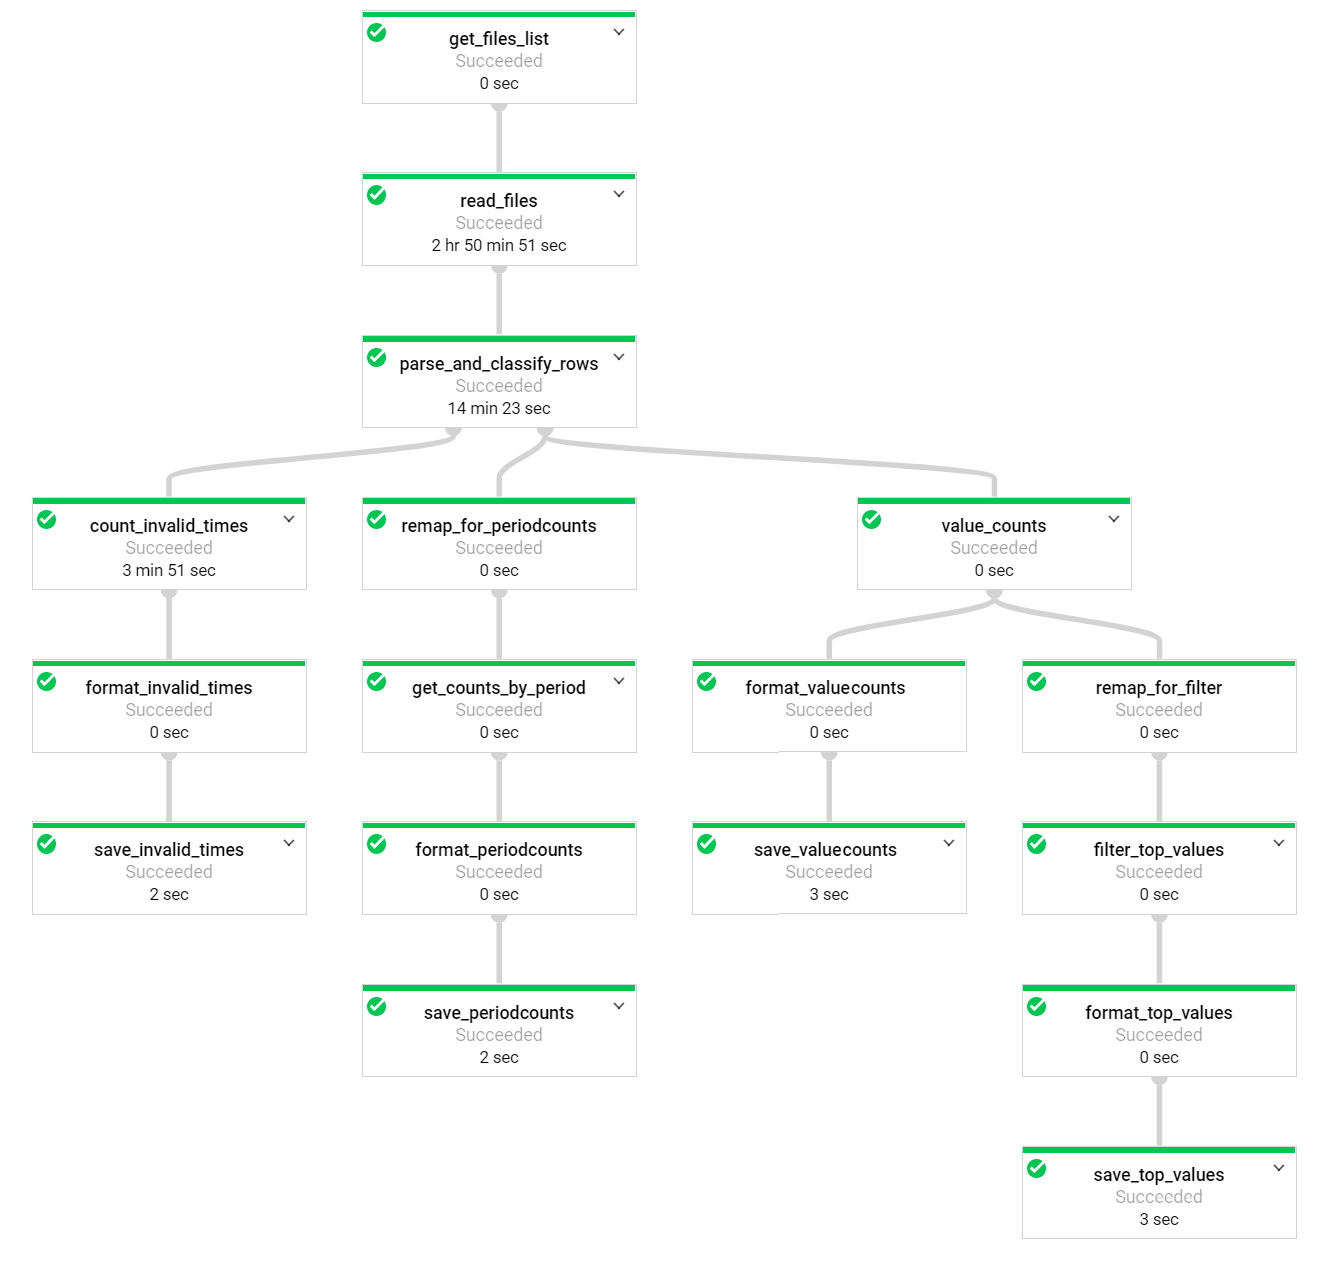 get_files_list
Succeeded
0 sec
read_files
Succeeded
2 hr 50 min 51 sec
parse_and_classify_rows
Succeeded
14 min 23 sec
count_invalid_times
Succeeded
3 min 51 sec
remap_for_periodcounts
Succeeded
0 sec
value_counts
Succeeded
0 sec
format_invalid_times
Succeeded
0 sec
get_counts_by_period
Succeeded
0 sec
format_valuecounts
Succeeded
0 sec
remap_for_filter
Succeeded
0 sec
save_invalid_times
Succeeded
2 sec
format_periodcounts
Succeeded
0 sec
save_valuecounts
Succeeded
3 sec
filter_top_values
Succeeded
0 sec
save_periodcounts
Succeeded
2 sec
format_top_values
Succeeded
0 sec
save_top_values
Succeeded
3 sec